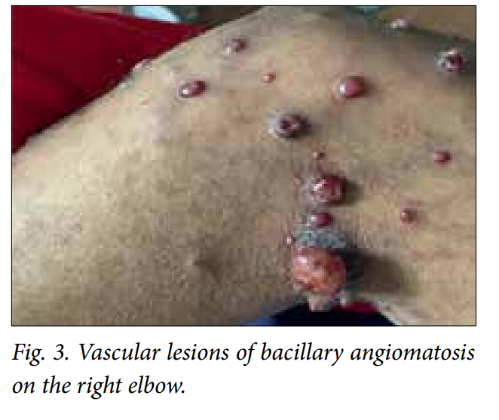 Fig. 3. Vascular lesions of bacillary angiomatosis
on the right elbow.